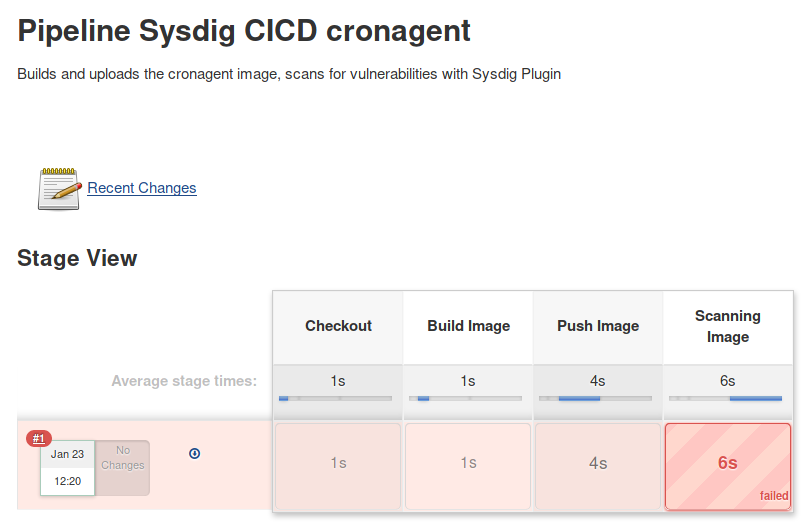 Pipeline Sysdig CICD cronagent
Builds and uploads the cronagent image, scans for vulnerabilities with Sysdig Plugin
Recent Changes
Stage View
Checkout
Build Image
Push Image
Scanning
Image
Average stage times:
1s
1s
4s
6s
#1
Jan 23
12:20
No
Changes
1s
1s
4s
6s
failed